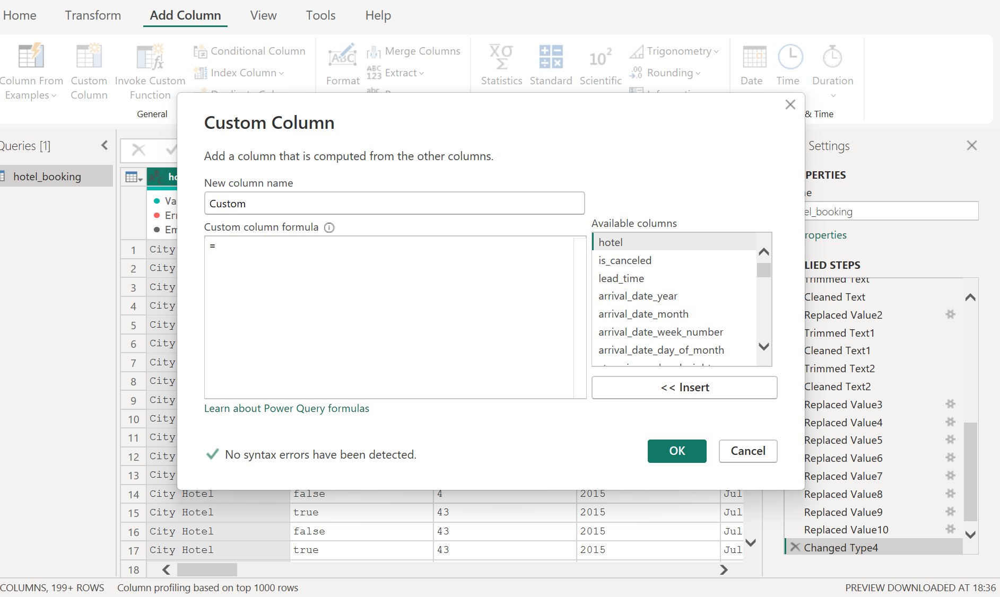 Home Transform Add Column View Tools Help
Conditional Column
Merge Columns
Trigonometry
Index Column
ABC
123 Extract
Rounding
Column From
Examples
Custom
Column
Invoke Custom
Function
Format
Statistics
Standard
Scientific
Date
Time
Duration
General
& Time
Queries [1]
hotel_booking
Custom Column
Add a column that is computed from the other columns.
New column name
Custom
Custom column formula
=
Available columns
hotel
is_canceled
lead_time
arrival_date_year
arrival_date_month
arrival_date_week_number
arrival_date_day_of_month
<< Insert
Learn about Power Query formulas
No syntax errors have been detected.
OK
Cancel
Settings
PERTIES
el_booking
roperties
LIED STEPS
Trimmed Text
Cleaned Text
Replaced Value2
Trimmed Text1
Cleaned Text1
Trimmed Text2
Cleaned Text2
Replaced Value3
Replaced Value4
Replaced Value5
Replaced Value6
Replaced Value7
Replaced Value8
Replaced Value9
Replaced Value10
Changed Type4
1 City
2 City
3 City
4 City
5 City
6 City
7 City
8 City
9 City
10 City
11 City
12 City
13 City
14 City Hotel false 4 2015 Jul
15 City Hotel true 43 2015 Jul
16 City Hotel false 43 2015 Jul
17 City Hotel true 43 2015 Jul
18
COLUMNS, 199+ ROWS Column profiling based on top 1000 rows PREVIEW DOWNLOADED AT 18:36